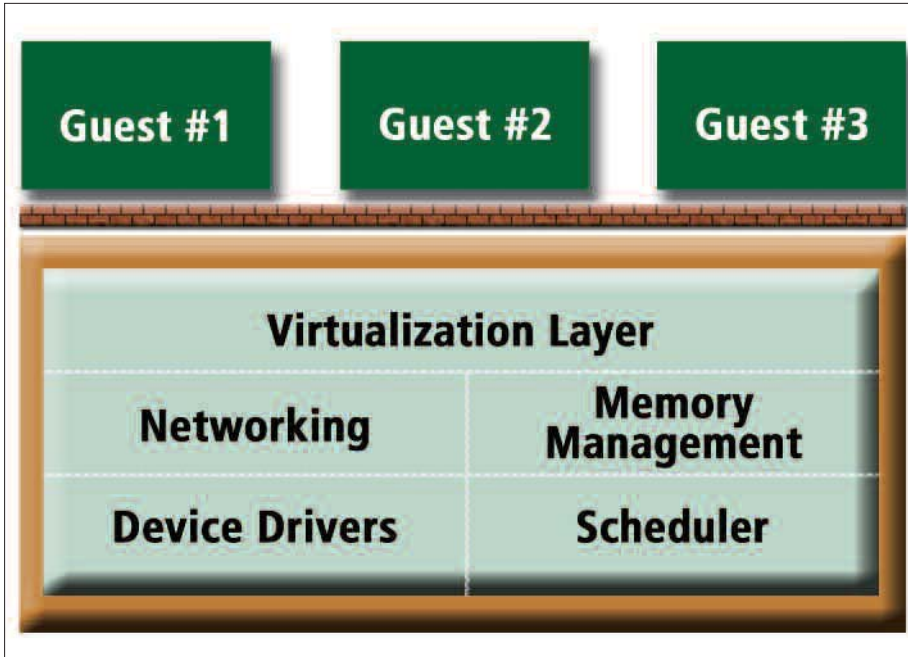 Guest #1
Guest #2
Guest #3
Virtualization Layer
Networking
Memory
Management
Device Drivers
Scheduler